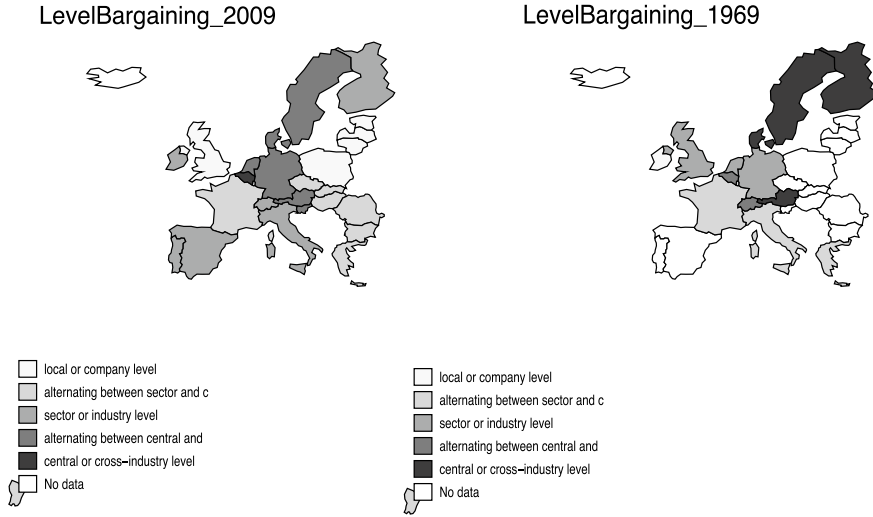 LevelBargaining_2009
LevelBargaining_1969
local or company level
alternating between sector and c
sector or industry level
alternating between central and
central or cross−industry level
No data
local or company level
alternating between sector and c
sector or industry level
alternating between central and
central or cross−industry level
No data